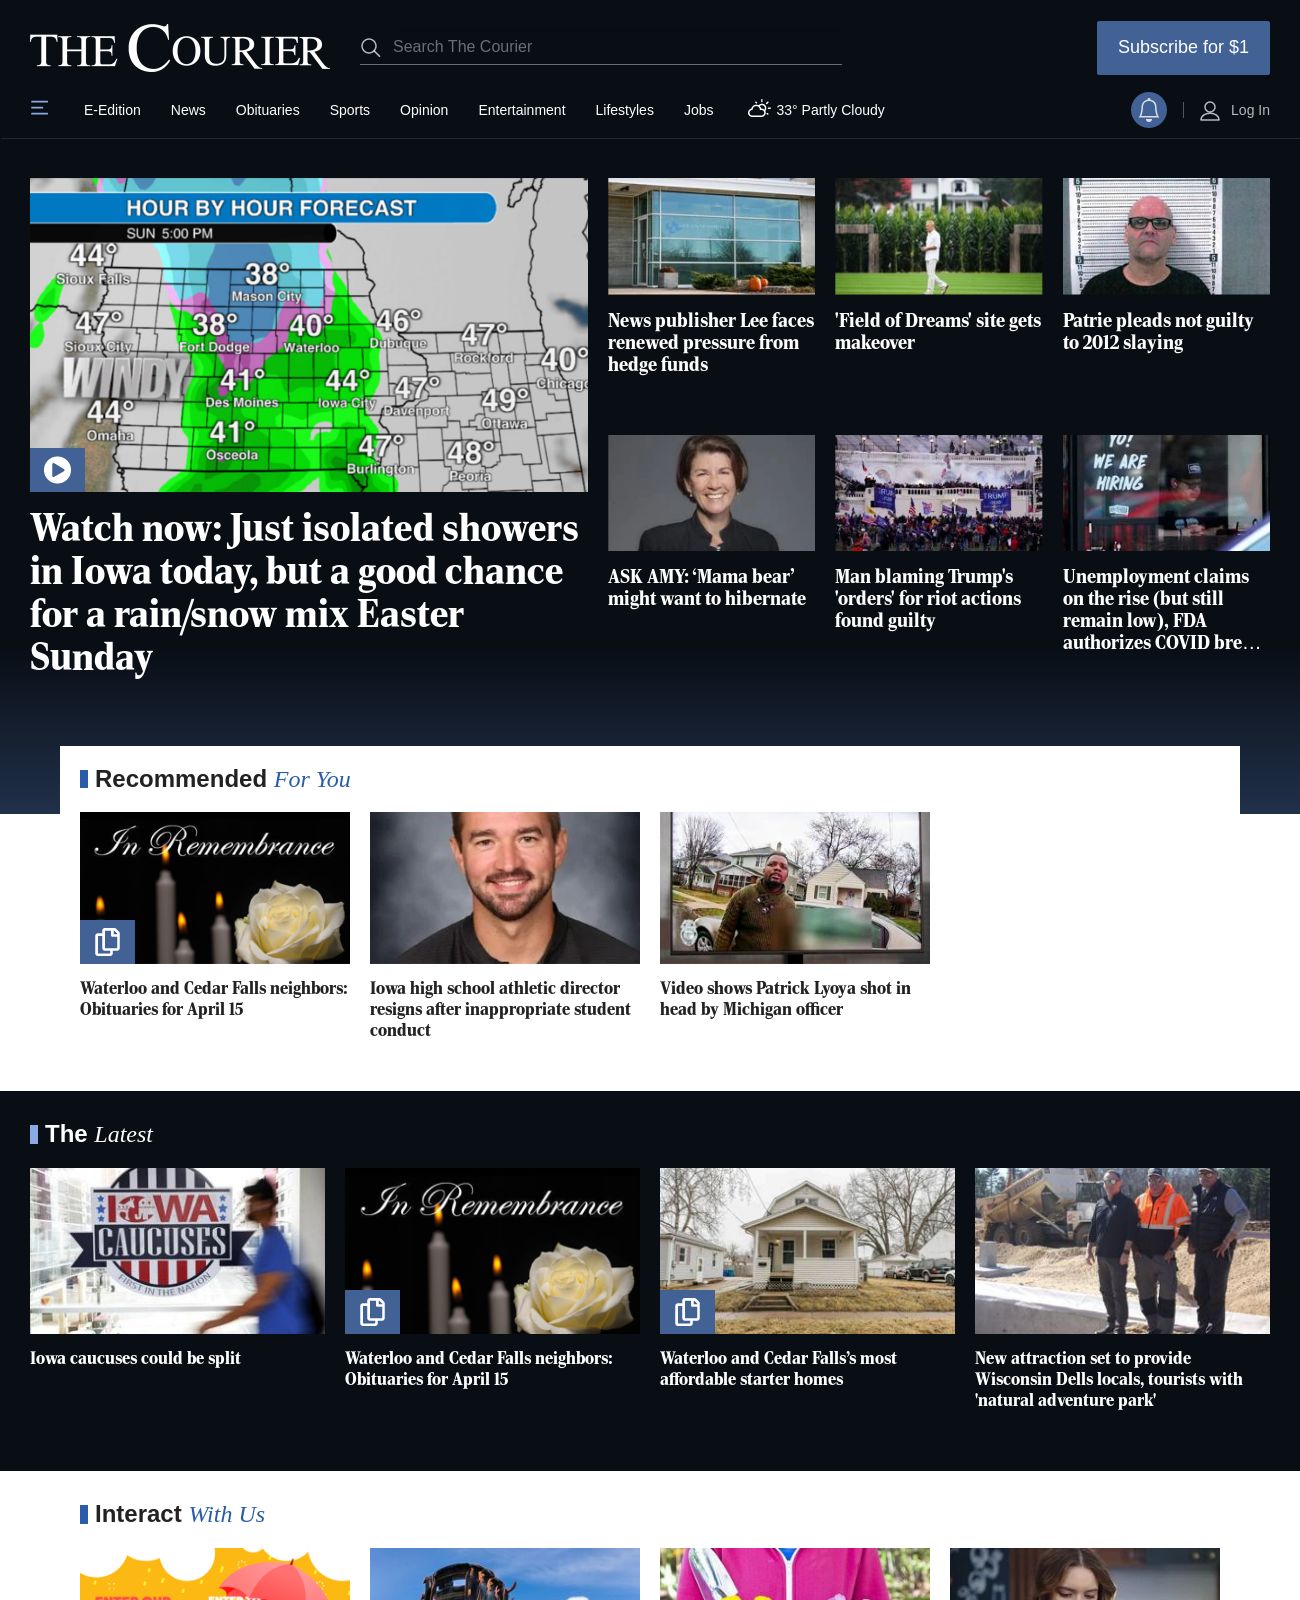 THE COURIER
Search The Courier
Subscribe for $1
E-Edition
News
Obituaries
Sports
Opinion
Entertainment
Lifestyles
Jobs
33° Partly Cloudy
Log In
HOUR BY HOUR FORECAST
SUN 5:00 PM
44°
Sioux Falls
38°
Mason City
47°
Sioux City
38°
Fort Dodge
40°
Waterloo
46°
Dubuque
47°
Rockford
40°
Chicago
WINDY
41°
Des Moines
44°
Iowa City
47°
Davenport
49°
Ottawa
44°
Omaha
41°
Osceola
47°
Burlington
48°
Peoria
Watch now: Just isolated showers
in Iowa today, but a good chance
for a rain/snow mix Easter
Sunday
News publisher Lee faces
renewed pressure from
hedge funds
'Field of Dreams' site gets
makeover
Patrie pleads not guilty
to 2012 slaying
ASK AMY: ‘Mama bear’
might want to hibernate
TRUMP
Man blaming Trump's
'orders' for riot actions
found guilty
YO!
WE ARE
HIRING
Unemployment claims
on the rise (but still
remain low), FDA
authorizes COVID bre…
Recommended For You
In Remembrance
Waterloo and Cedar Falls neighbors:
Obituaries for April 15
Iowa high school athletic director
resigns after inappropriate student
conduct
Video shows Patrick Lyoya shot in
head by Michigan officer
The Latest
IOWA
CAUCUSES
FIRST IN THE NATION
Iowa caucuses could be split
In Remembrance
Waterloo and Cedar Falls neighbors:
Obituaries for April 15
Waterloo and Cedar Falls’s most
affordable starter homes
New attraction set to provide
Wisconsin Dells locals, tourists with
'natural adventure park'
Interact With Us